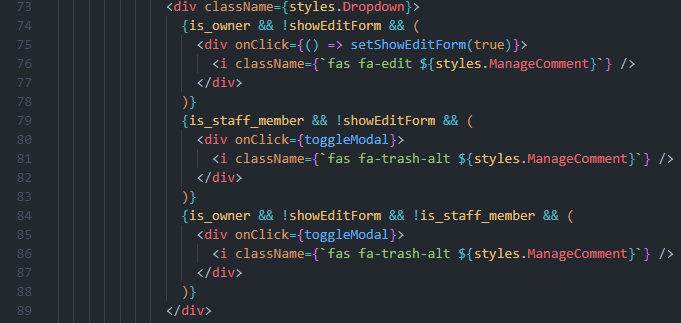 73 <div className={styles.Dropdown}>
74 {is_owner && !showEditForm && (
75 <div onClick={() => setShowEditForm(true)}>
76 <i className={`fas fa-edit ${styles.ManageComment}`} />
77 </div>
78 )}
79 {is_staff_member && !showEditForm && (
80 <div onClick={toggleModal}>
81 <i className={`fas fa-trash-alt ${styles.ManageComment}`} />
82 </div>
83 )}
84 {is_owner && !showEditForm && !is_staff_member && (
85 <div onClick={toggleModal}>
86 <i className={`fas fa-trash-alt ${styles.ManageComment}`} />
87 </div>
88 )}
89 </div>